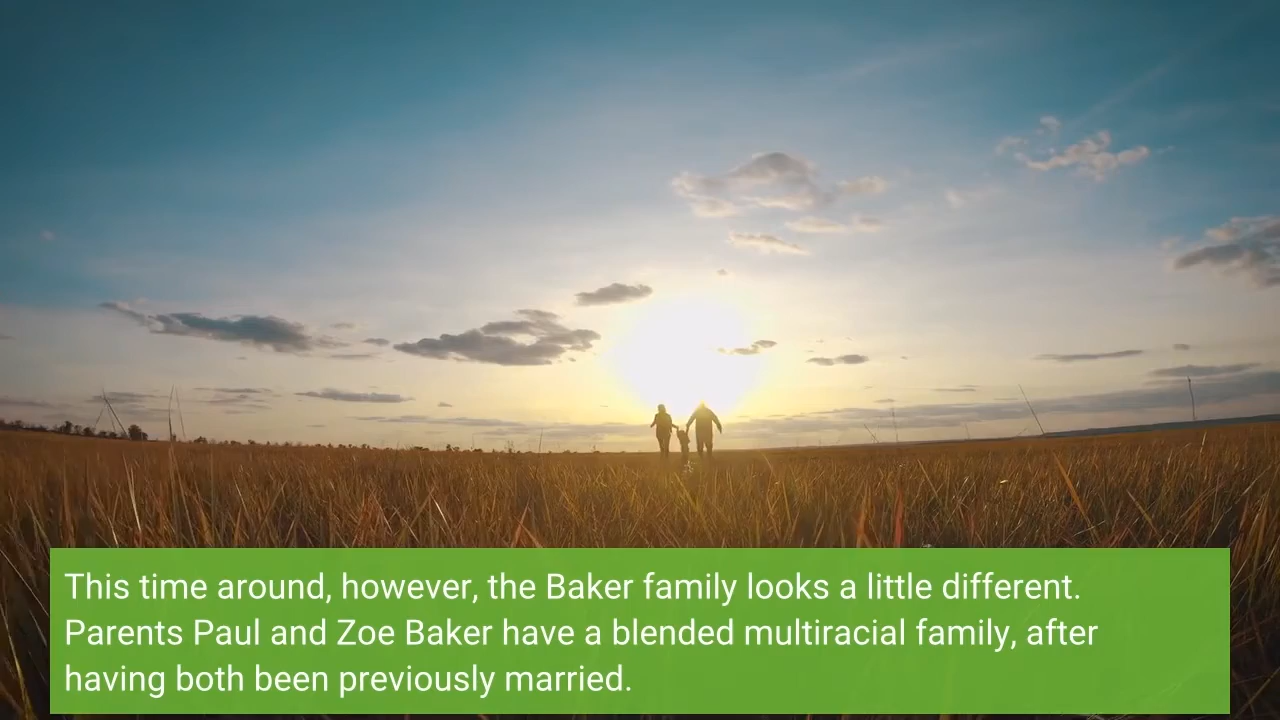 This time around, however, the Baker family looks a little different.
Parents Paul and Zoe Baker have a blended multiracial family, after
having both been previously married.